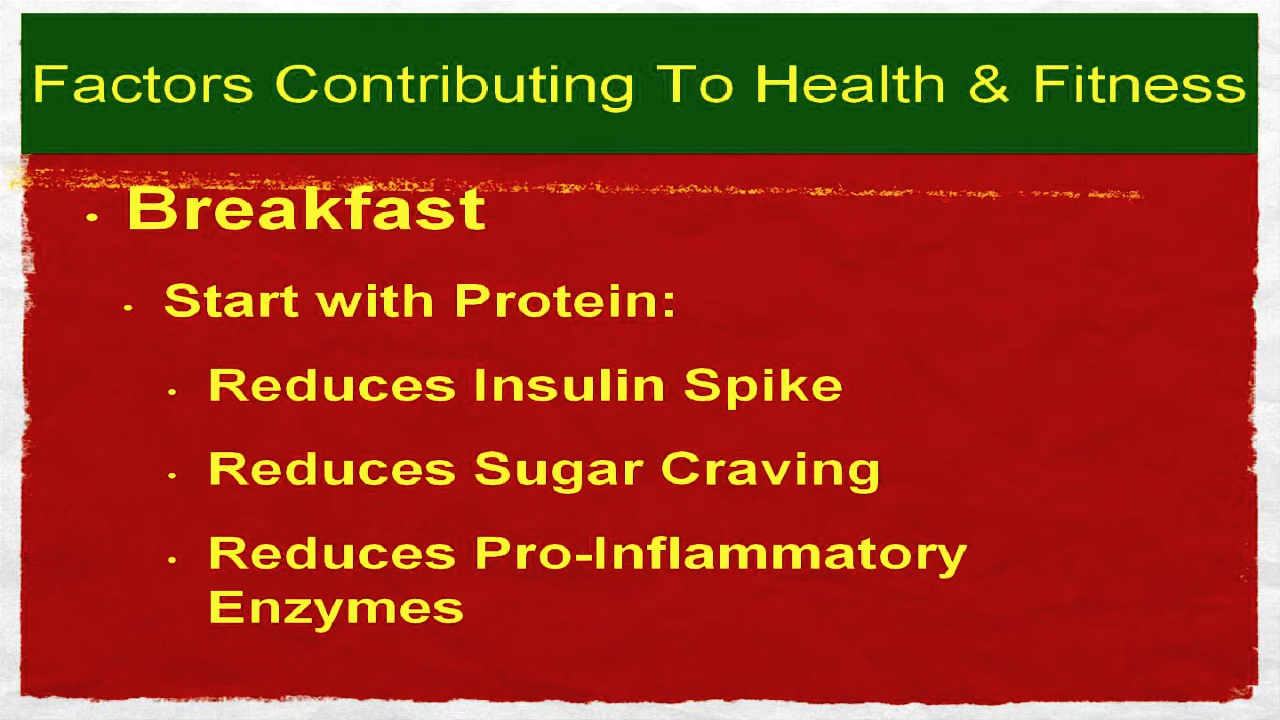 Factors Contributing To Health & Fitness
• Breakfast
• Start with Protein:
• Reduces Insulin Spike
• Reduces Sugar Craving
• Reduces Pro-Inflammatory
Enzymes